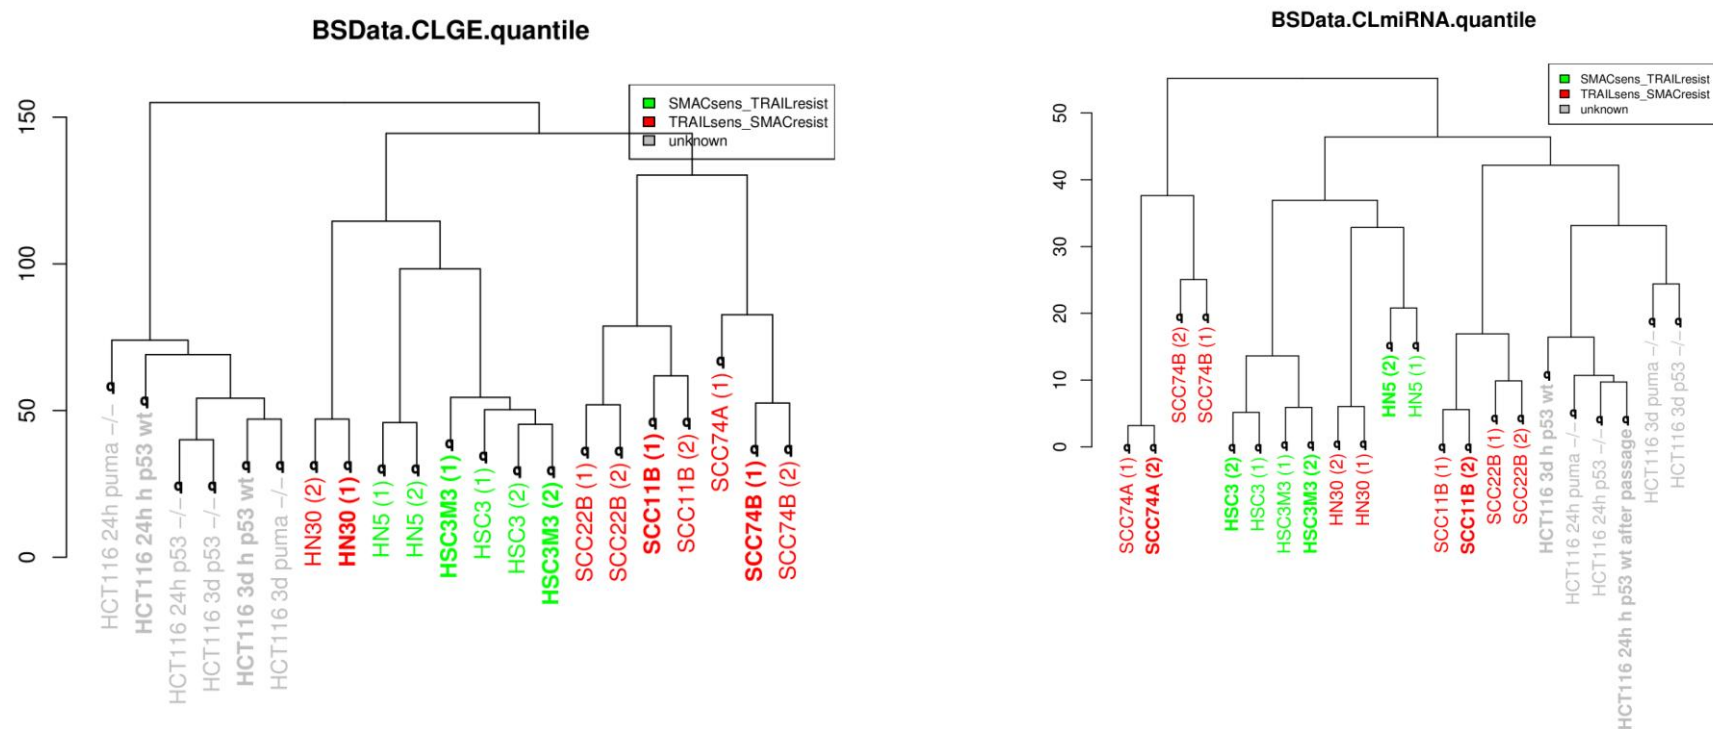 BSData.CLGE.quantile
SMACsens_TRAILresist
TRAILsens_SMACresist
unknown
150
100
50
0
HCT116 24h puma −/−
HCT116 24h h p53 wt
HCT116 24h p53 −/−
HCT116 3d p53 −/−
HCT116 3d h p53 wt
HCT116 3d puma −/−
HN30 (2)
HN30 (1)
HN5 (1)
HN5 (2)
HSC3M3 (1)
HSC3 (1)
HSC3 (2)
HSC3M3 (2)
SCC22B (1)
SCC22B (2)
SCC11B (1)
SCC11B (2)
SCC74A (1)
SCC74B (1)
SCC74B (2)
BSData.CLmiRNA.quantile
SMACsens_TRAILresist
TRAILsens_SMACresist
unknown
50
40
30
20
10
0
SCC74A (1)
SCC74A (2)
SCC74B (2)
SCC74B (1)
HSC3 (2)
HSC3 (1)
HSC3M3 (1)
HSC3M3 (2)
HN30 (2)
HN30 (1)
HN5 (2)
HN5 (1)
SCC11B (1)
SCC11B (2)
SCC22B (1)
SCC22B (2)
HCT116 3d h p53 wt
HCT116 24h puma −/−
HCT116 24h p53 −/−
HCT116 24h h p53 wt after passage
HCT116 3d puma −/−
HCT116 3d p53 −/−